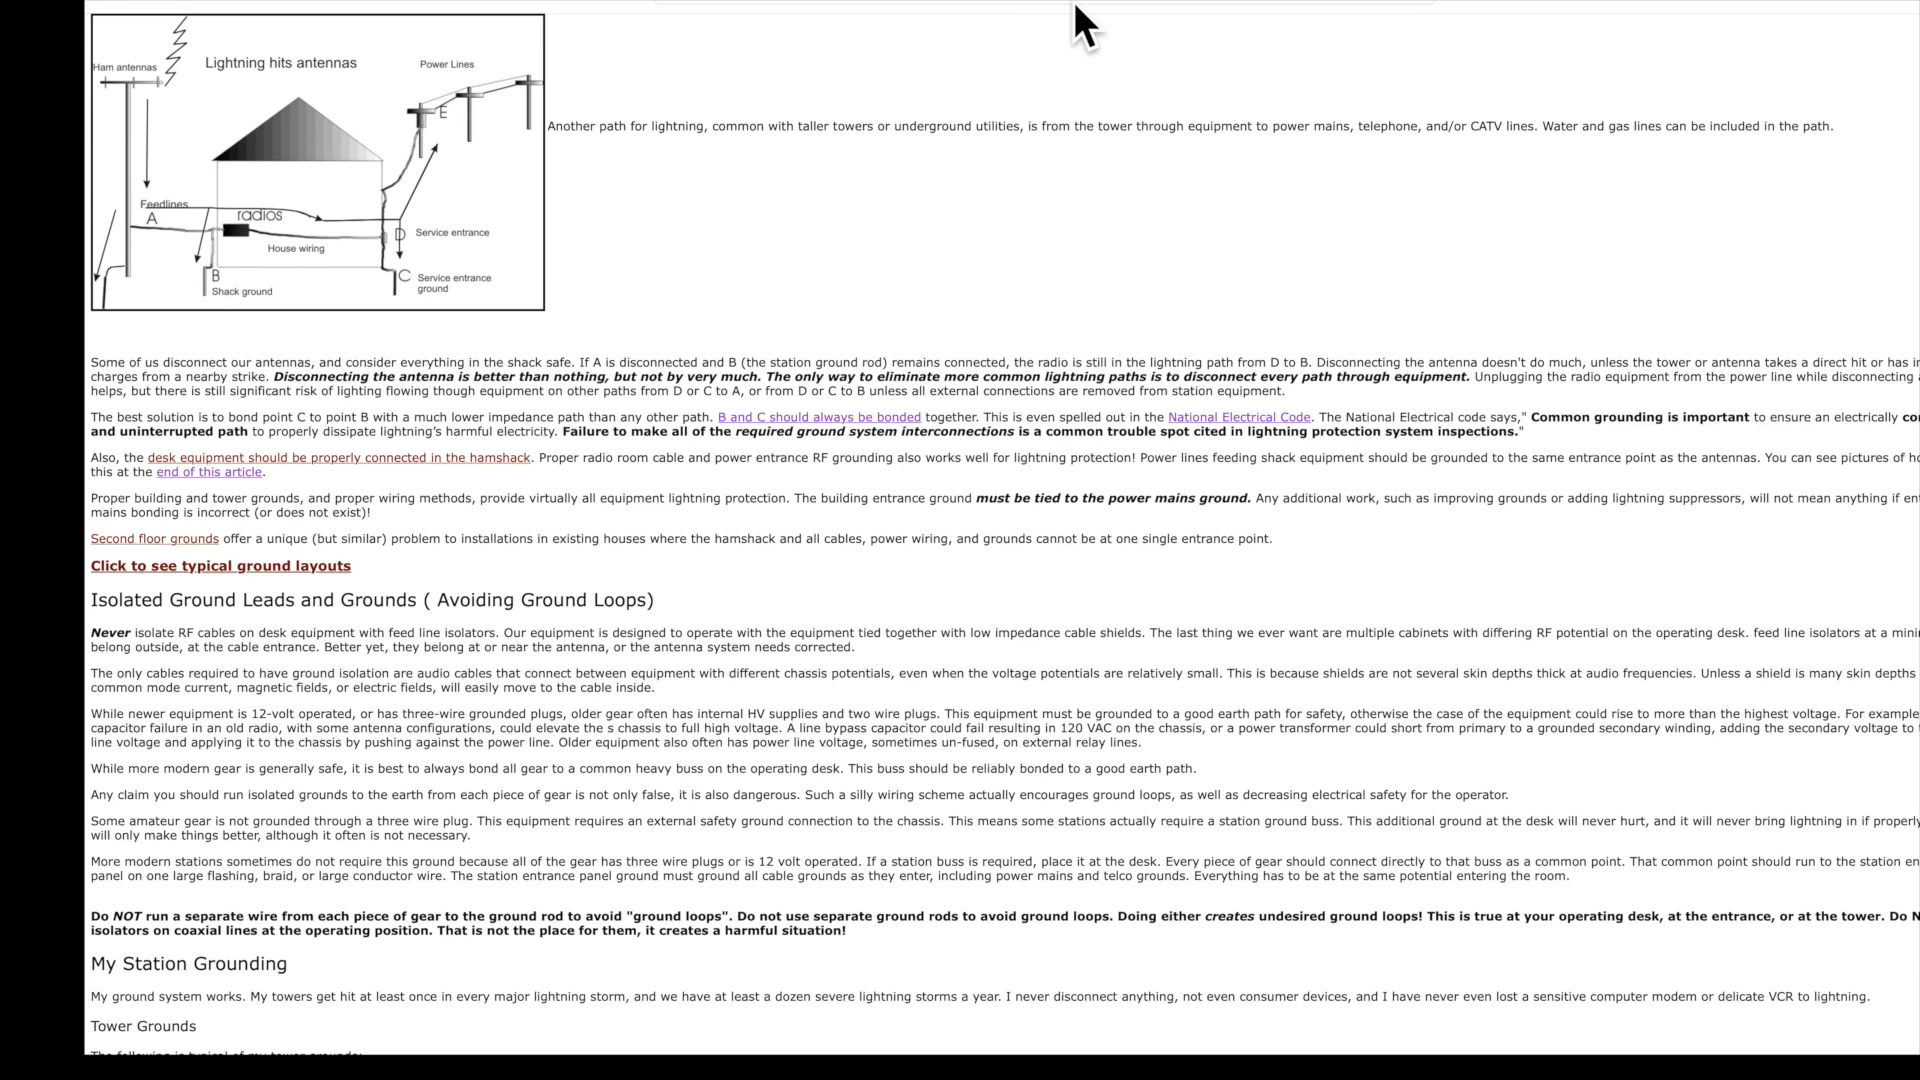 Lightning hits antennas
Ham antennas
Power Lines
E
Feedlines
A
radios
D
Service entrance
House wiring
B
C
Service entrance
ground
Shack ground
Another path for lightning, common with taller towers or underground utilities, is from the tower through equipment to power mains, telephone, and/or CATV lines. Water and gas lines can be included in the path.
Some of us disconnect our antennas, and consider everything in the shack safe. If A is disconnected and B (the station ground rod) remains connected, the radio is still in the lightning path from D to B. Disconnecting the antenna doesn't do much, unless the tower or antenna takes a direct hit or has
charges from a nearby strike. Disconnecting the antenna is better than nothing, but not by very much. The only way to eliminate more common lightning paths is to disconnect every path through equipment. Unplugging the radio equipment from the power line while disconnecting
helps, but there is still significant risk of lighting flowing though equipment on other paths from D or C to A, or from D or C to B unless all external connections are removed from station equipment.
The best solution is to bond point C to point B with a much lower impedance path than any other path. B and C should always be bonded together. This is even spelled out in the National Electrical Code. The National Electrical code says," Common grounding is important to ensure an electrically
and uninterrupted path to properly dissipate lightning's harmful electricity. Failure to make all of the required ground system interconnections is a common trouble spot cited in lightning protection system inspections."
Also, the desk equipment should be properly connected in the hamshack. Proper radio room cable and power entrance RF grounding also works well for lightning protection! Power lines feeding shack equipment should be grounded to the same entrance point as the antennas. You can see pictures of
this at the end of this article.
Proper building and tower grounds, and proper wiring methods, provide virtually all equipment lightning protection. The building entrance ground must be tied to the power mains ground. Any additional work, such as improving grounds or adding lightning suppressors, will not mean anything if
mains bonding is incorrect (or does not exist)!
Second floor grounds offer a unique (but similar) problem to installations in existing houses where the hamshack and all cables, power wiring, and grounds cannot be at one single entrance point.
Click to see typical ground layouts
Isolated Ground Leads and Grounds ( Avoiding Ground Loops)
Never isolate RF cables on desk equipment with feed line isolators. Our equipment is designed to operate with the equipment tied together with low impedance cable shields. The last thing we ever want are multiple cabinets with differing RF potential on the operating desk. feed line isolators at a
belong outside, at the cable entrance. Better yet, they belong at or near the antenna, or the antenna system needs corrected.
The only cables required to have ground isolation are audio cables that connect between equipment with different chassis potentials, even when the voltage potentials are relatively small. This is because shields are not several skin depths thick at audio frequencies. Unless a shield is many skin depths
common mode current, magnetic fields, or electric fields, will easily move to the cable inside.
While newer equipment is 12-volt operated, or has three-wire grounded plugs, older gear often has internal HV supplies and two wire plugs. This equipment must be grounded to a good earth path for safety, otherwise the case of the equipment could rise to more than the highest voltage. For example
capacitor failure in an old radio, with some antenna configurations, could elevate the s chassis to full high voltage. A line bypass capacitor could fail resulting in 120 VAC on the chassis, or a power transformer could short from primary to a grounded secondary winding, adding the secondary voltage to
line voltage and applying it to the chassis by pushing against the power line. Older equipment also often has power line voltage, sometimes un-fused, on external relay lines.
While more modern gear is generally safe, it is best to always bond all gear to a common heavy buss on the operating desk. This buss should be reliably bonded to a good earth path.
Any claim you should run isolated grounds to the earth from each piece of gear is not only false, it is also dangerous. Such a silly wiring scheme actually encourages ground loops, as well as decreasing electrical safety for the operator.
Some amateur gear is not grounded through a three wire plug. This equipment requires an external safety ground connection to the chassis. This means some stations actually require a station ground buss. This additional ground at the desk will never hurt, and it will never bring lightning in if properly
will only make things better, although it often is not necessary.
More modern stations sometimes do not require this ground because all of the gear has three wire plugs or is 12 volt operated. If a station buss is required, place it at the desk. Every piece of gear should connect directly to that buss as a common point. That common point should run to the station
panel on one large flashing, braid, or large conductor wire. The station entrance panel ground must ground all cable grounds as they enter, including power mains and telco grounds. Everything has to be at the same potential entering the room.
Do NOT run a separate wire from each piece of gear to the ground rod to avoid "ground loops". Do not use separate ground rods to avoid ground loops. Doing either creates undesired ground loops! This is true at your operating desk, at the entrance, or at the tower. Do
isolators on coaxial lines at the operating position. That is not the place for them, it creates a harmful situation!
My Station Grounding
My ground system works. My towers get hit at least once in every major lightning storm, and we have at least a dozen severe lightning storms a year. I never disconnect anything, not even consumer devices, and I have never even lost a sensitive computer modem or delicate VCR to lightning.
Tower Grounds